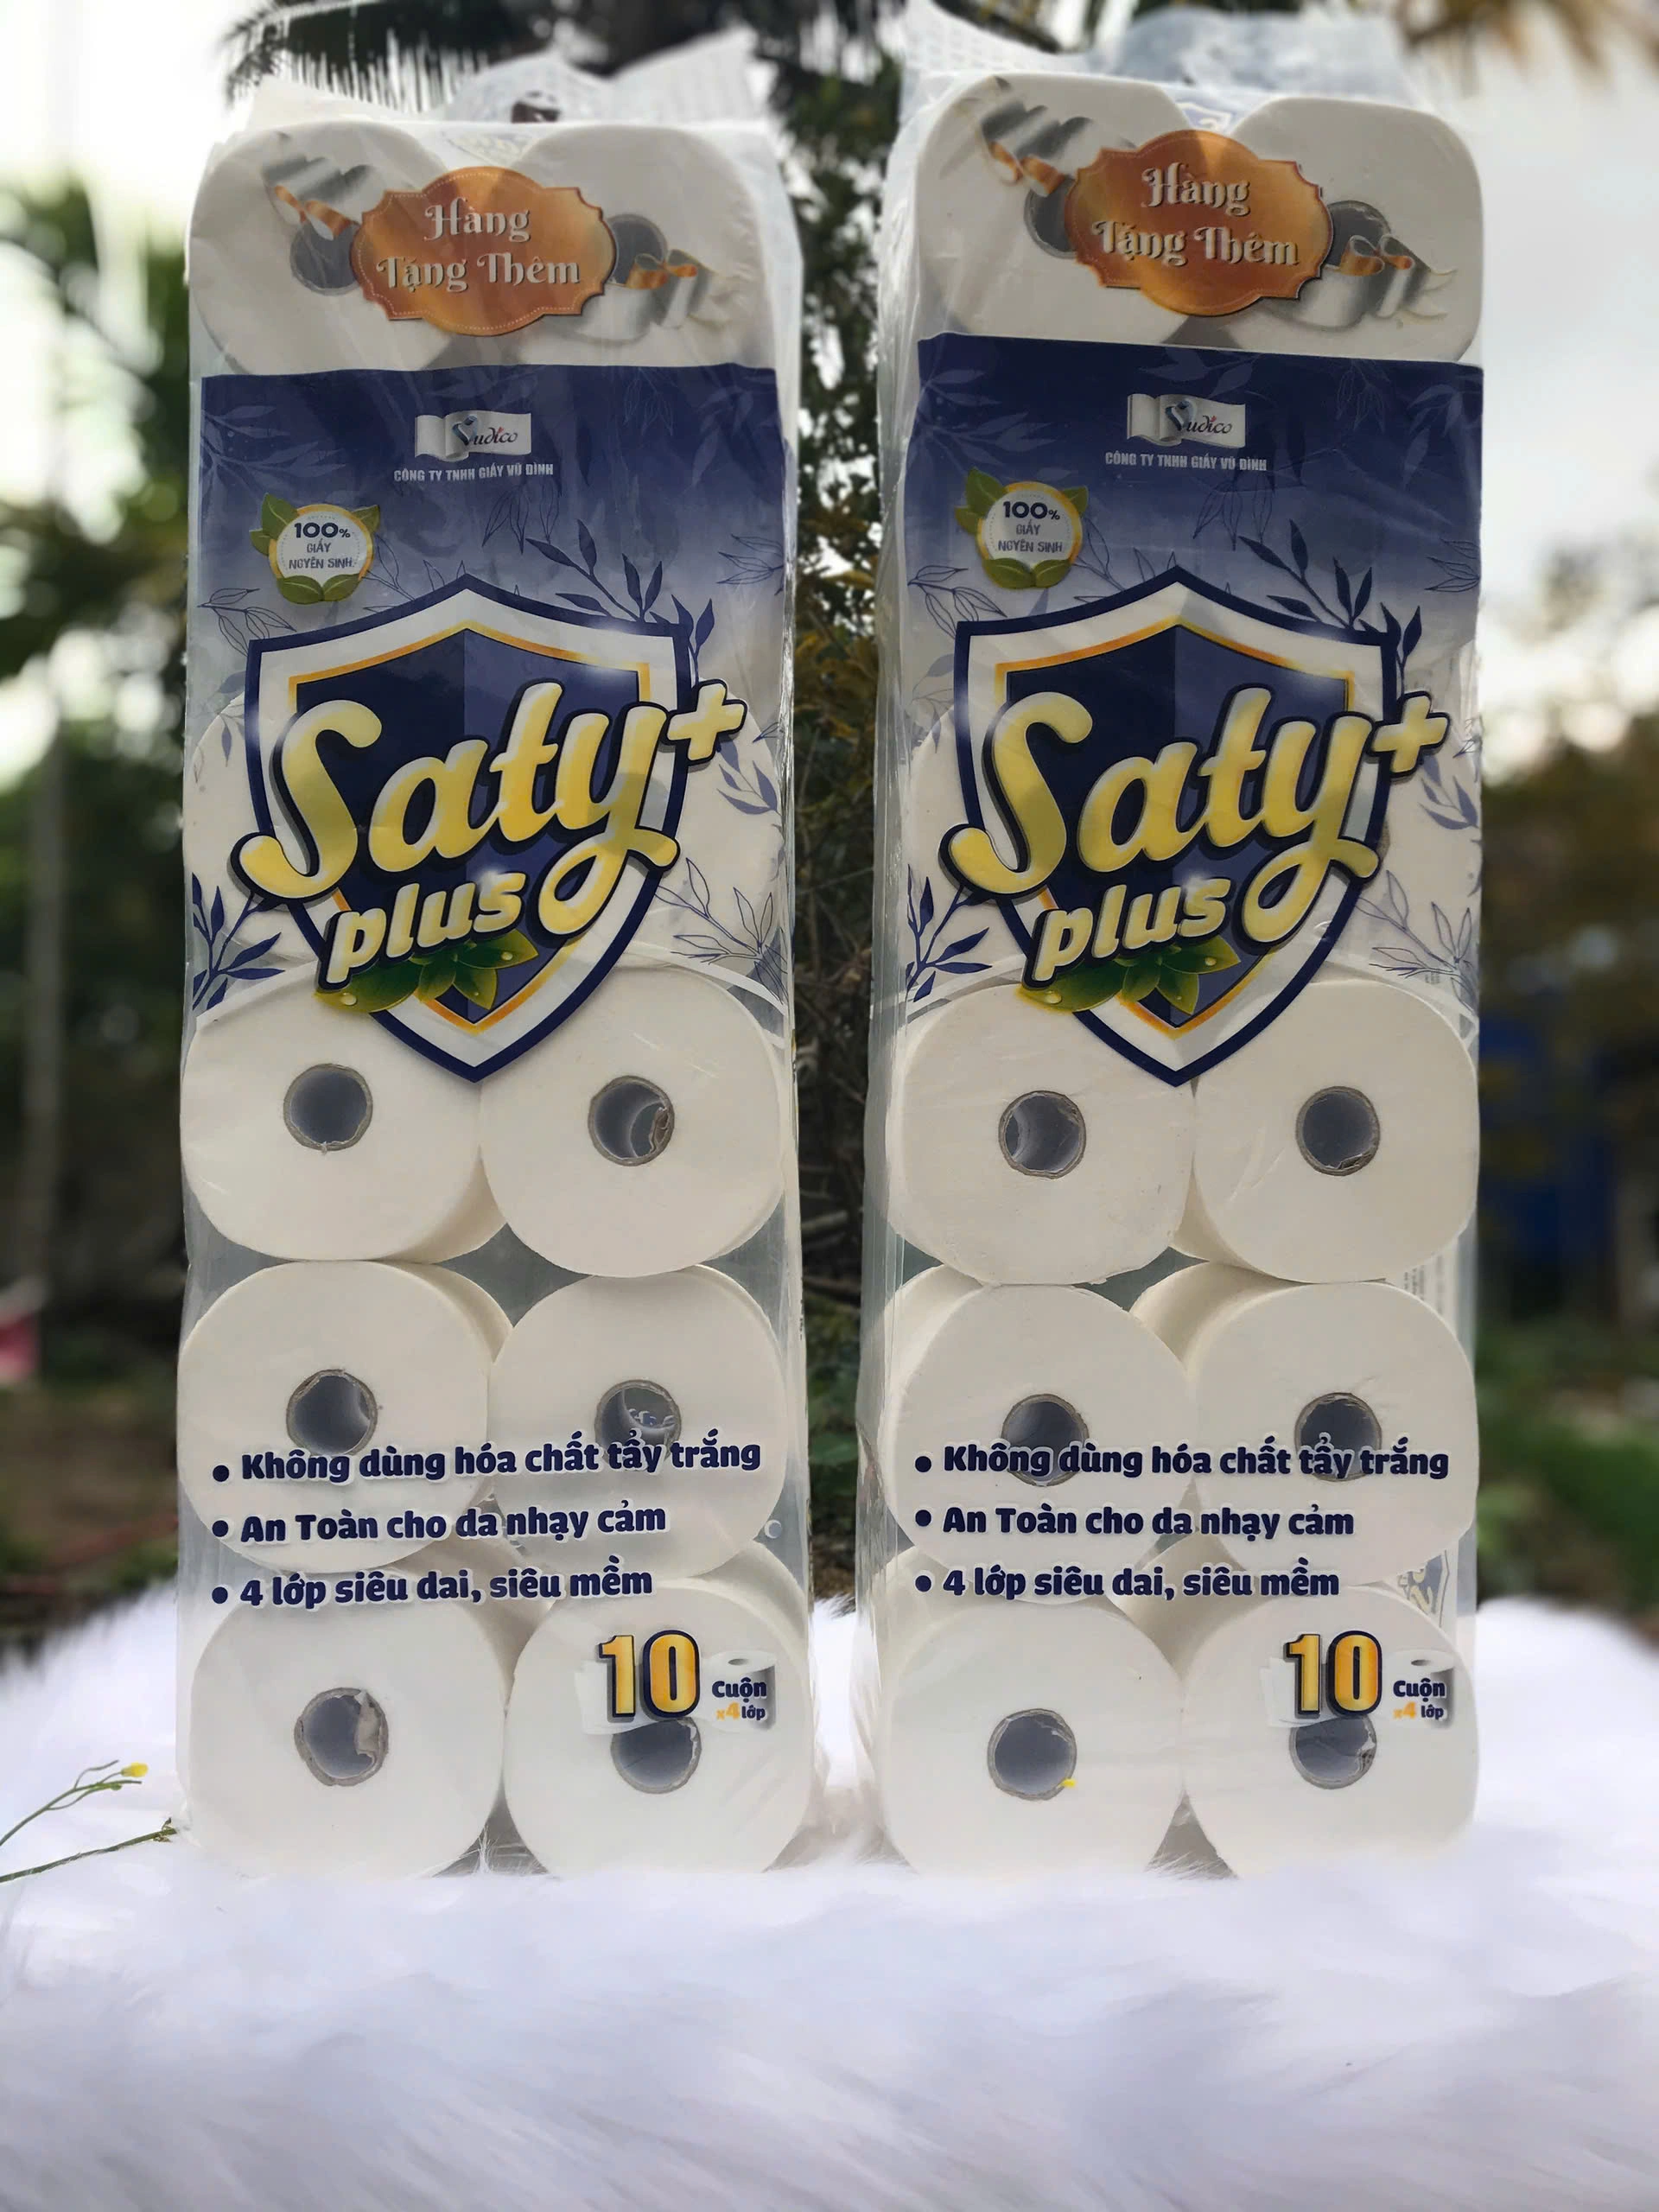 Hàng
Tặng Thêm
Vudico
CÔNG TY TNHH GIẤY VŨ ĐÌNH
100%
GIẤY
NGUYÊN SINH
Saty+
plus
• Không dùng hóa chất tẩy trắng
• An Toàn cho da nhạy cảm
• 4 lớp siêu dai, siêu mềm
10
Cuộn
x4 lớp
Hàng
Tặng Thêm
Vudico
CÔNG TY TNHH GIẤY VŨ ĐÌNH
100%
GIẤY
NGUYÊN SINH
Saty+
plus
• Không dùng hóa chất tẩy trắng
• An Toàn cho da nhạy cảm
• 4 lớp siêu dai, siêu mềm
10
Cuộn
x4 lớp